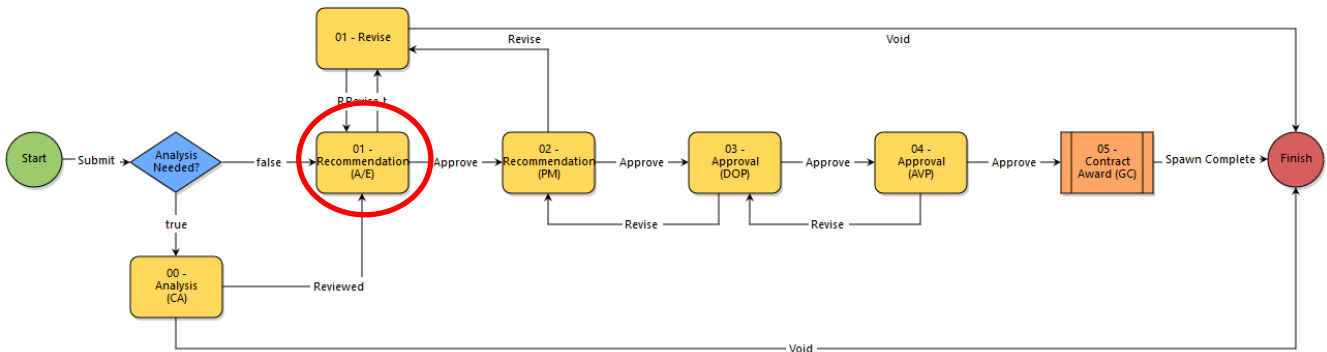 01 - Revise
Revise
Void
Start
Submit
Analysis
Needed?
false
01 -
Recommendation
(A/E)
Approve
02 -
Recommendation
(PM)
Approve
03 -
Approval
(DOP)
Approve
04 -
Approval
(AVP)
Approve
05 -
Contract
Award (GC)
Spawn Complete
Finish
true
Revise
Revise
00 -
Analysis
(CA)
Reviewed
Void